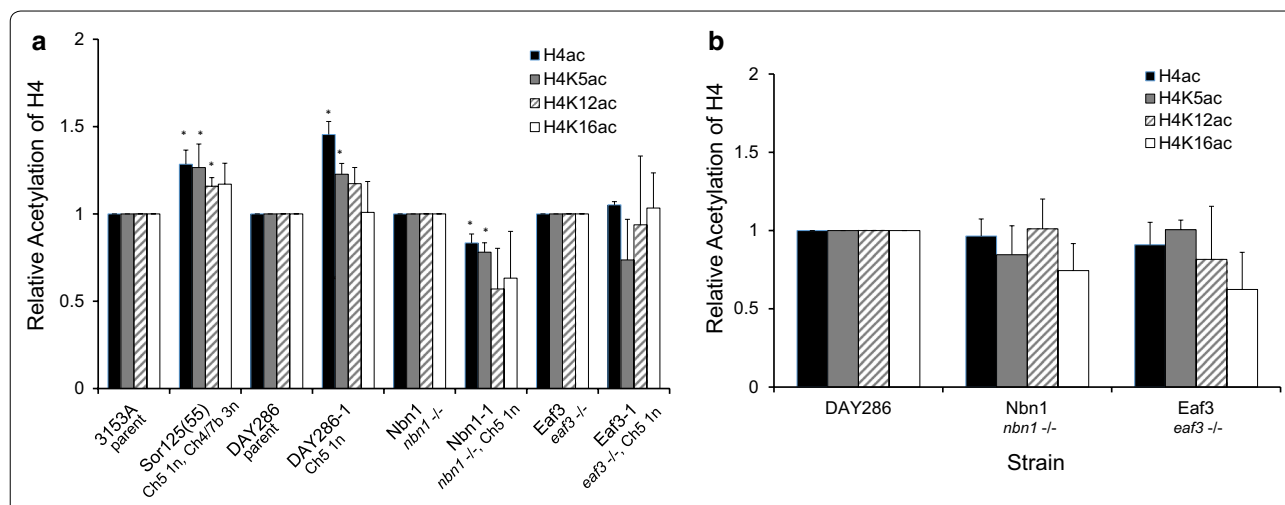 a
2
1.5
1
0.5
0
Relative Acetylation of H4
H4ac
H4K5ac
H4K12ac
H4K16ac
* * *
* *
* *
3153A
parent
Sor125(55)
Ch5 1n, Ch4/7b 3n
DAY286
parent
DAY286-1
Ch5 1n
Nbn1
nbn1 -/-
Nbn1-1
nbn1 -/-, Ch5 1n
Eaf3
eaf3 -/-
Eaf3-1
eaf3 -/-, Ch5 1n
b
2
1.5
1
0.5
0
Relative Acetylation of H4
H4ac
H4K5ac
H4K12ac
H4K16ac
DAY286
Nbn1
nbn1 -/-
Eaf3
eaf3 -/-
Strain